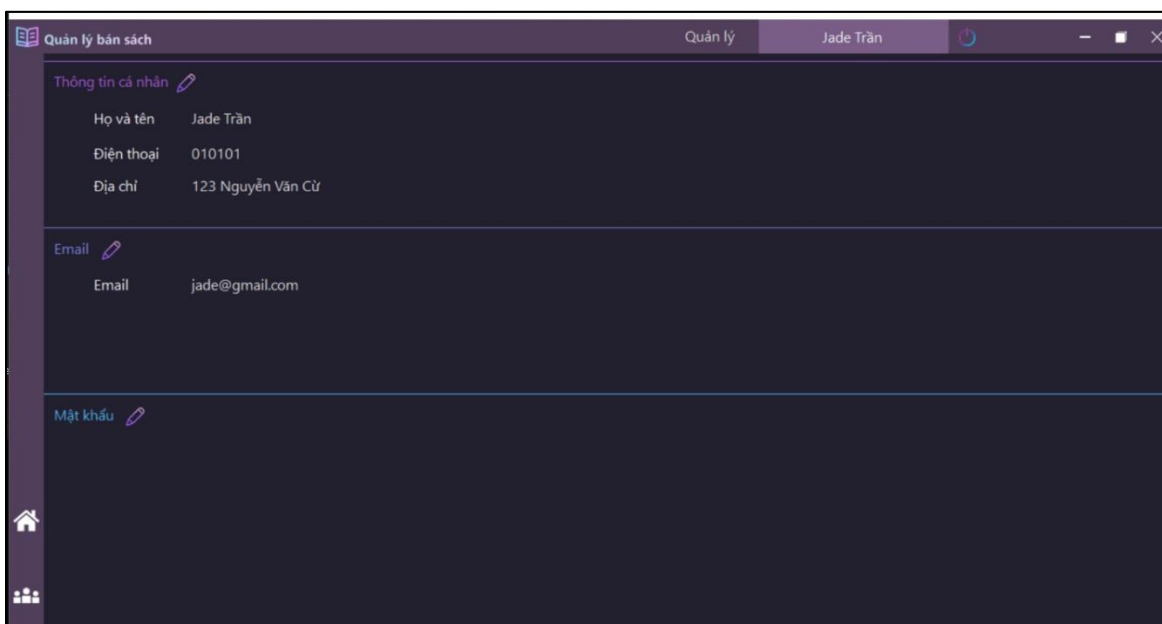 Quản lý bán sách Quản lý Jade Trần
Thông tin cá nhân
Họ và tên Jade Trần
Điện thoại 010101
Địa chỉ 123 Nguyễn Văn Cừ
Email
Email jade@gmail.com
Mật khẩu